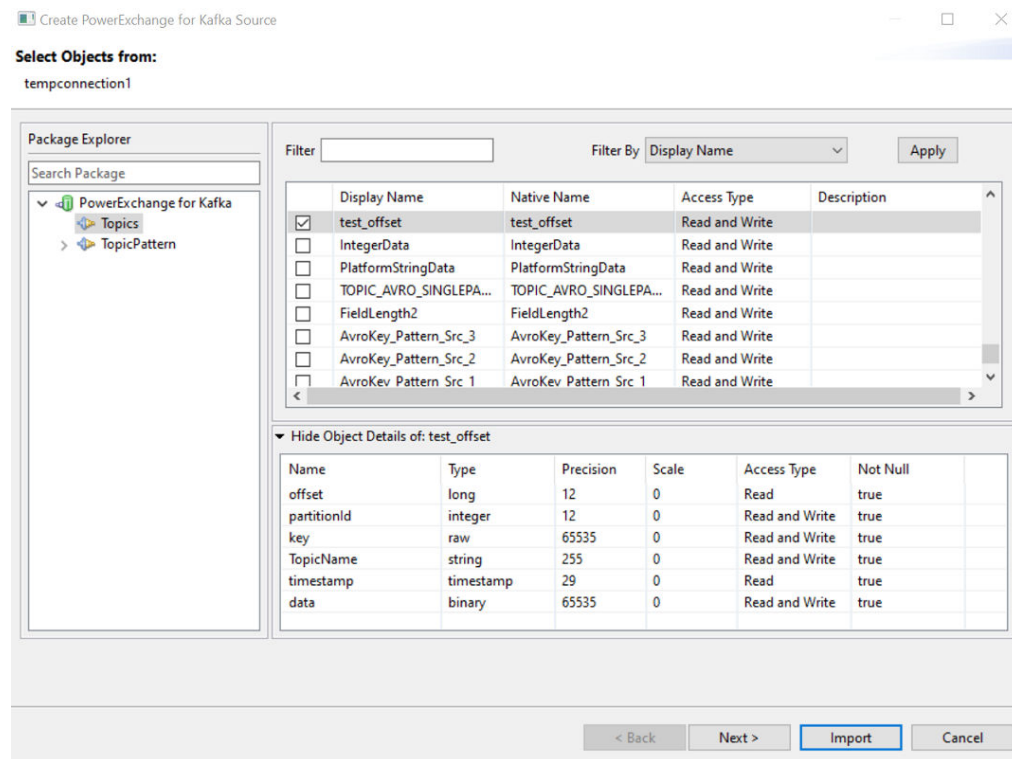 Create PowerExchange for Kafka Source
Select Objects from:
tempconnection1
Package Explorer
Search Package
PowerExchange for Kafka
Topics
TopicPattern
Filter Filter By Display Name Apply
Display Name Native Name Access Type Description
test_offset test_offset Read and Write
IntegerData IntegerData Read and Write
PlatformStringData PlatformStringData Read and Write
TOPIC_AVRO_SINGLEPA... TOPIC_AVRO_SINGLEPA... Read and Write
FieldLength2 FieldLength2 Read and Write
AvroKey_Pattern_Src_3 AvroKey_Pattern_Src_3 Read and Write
AvroKey_Pattern_Src_2 AvroKey_Pattern_Src_2 Read and Write
AvroKey_Pattern_Src_1 AvroKey_Pattern_Src_1 Read and Write
Hide Object Details of: test_offset
Name Type Precision Scale Access Type Not Null
offset long 12 0 Read true
partitionId integer 12 0 Read and Write true
key raw 65535 0 Read and Write true
TopicName string 255 0 Read and Write true
timestamp timestamp 29 0 Read true
data binary 65535 0 Read and Write true
< Back Next > Import Cancel